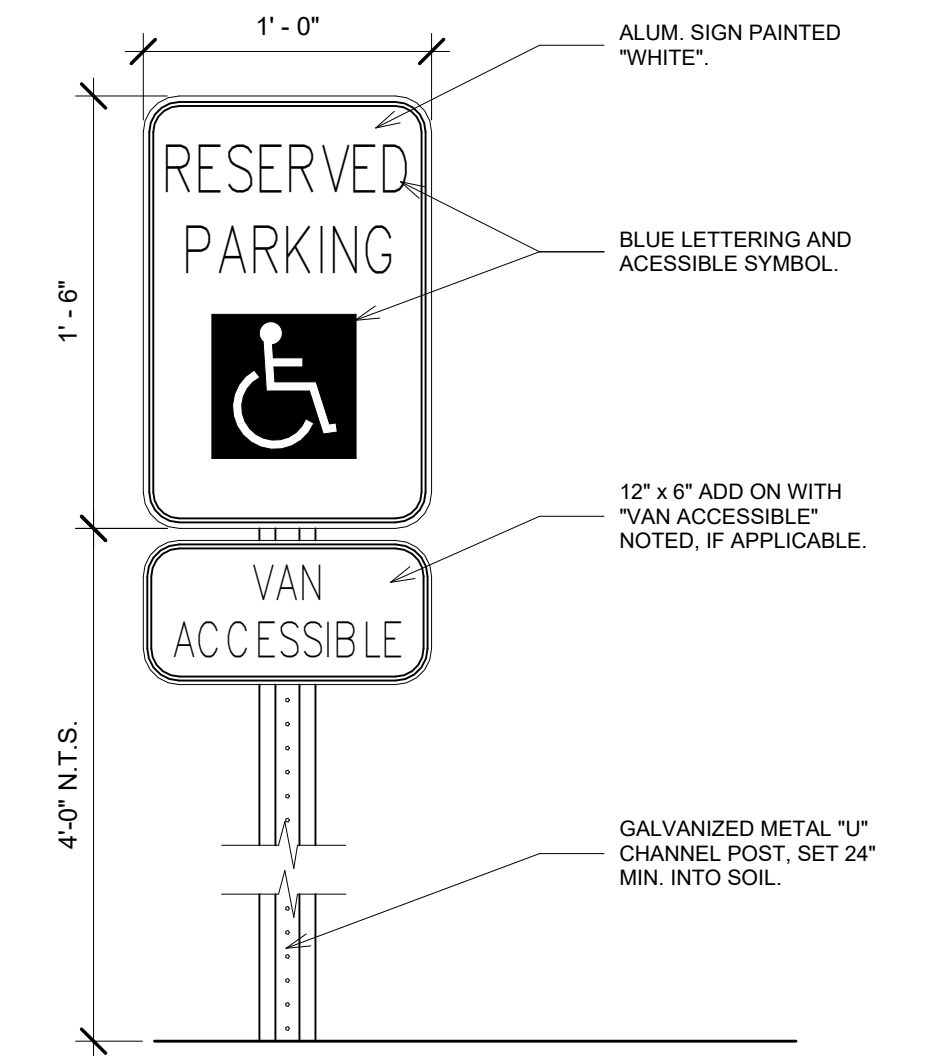 1' - 0"
ALUM. SIGN PAINTED
"WHITE".
RESERVED
PARKING
BLUE LETTERING AND
ACESSIBLE SYMBOL.
1' - 6"
12" x 6" ADD ON WITH
"VAN ACCESSIBLE"
NOTED, IF APPLICABLE.
VAN
ACCESSIBLE
4'-0" N.T.S.
GALVANIZED METAL "U"
CHANNEL POST, SET 24"
MIN. INTO SOIL.